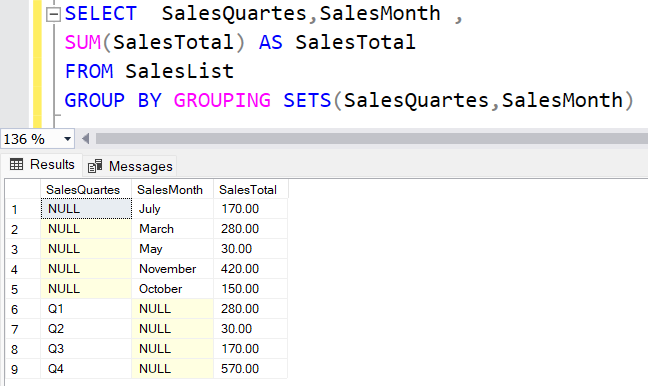 SELECT  SalesQuartes,SalesMonth ,
SUM(SalesTotal) AS SalesTotal
FROM SalesList
GROUP BY GROUPING SETS(SalesQuartes,SalesMonth)
136 %
Results Messages
SalesQuartes SalesMonth SalesTotal
1 NULL July 170.00
2 NULL March 280.00
3 NULL May 30.00
4 NULL November 420.00
5 NULL October 150.00
6 Q1 NULL 280.00
7 Q2 NULL 30.00
8 Q3 NULL 170.00
9 Q4 NULL 570.00